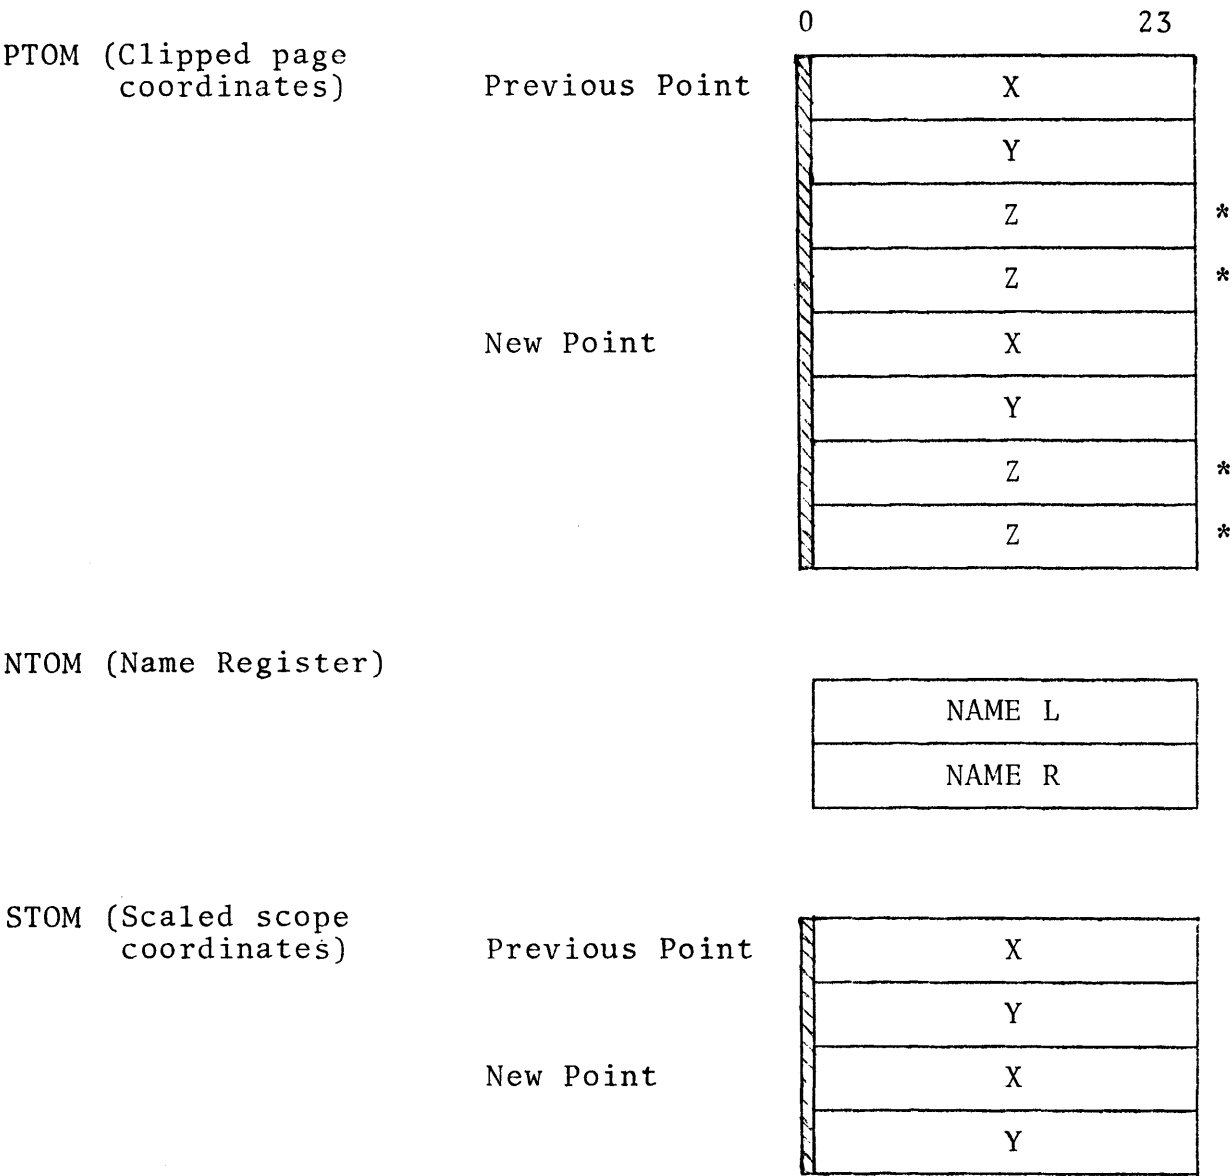 0 23
PTOM (Clipped page
coordinates)
Previous Point X
Y
Z *
Z *
New Point X
Y
Z *
Z *
NTOM (Name Register)
NAME L
NAME R
STOM (Scaled scope
coordinates)
Previous Point X
Y
New Point X
Y